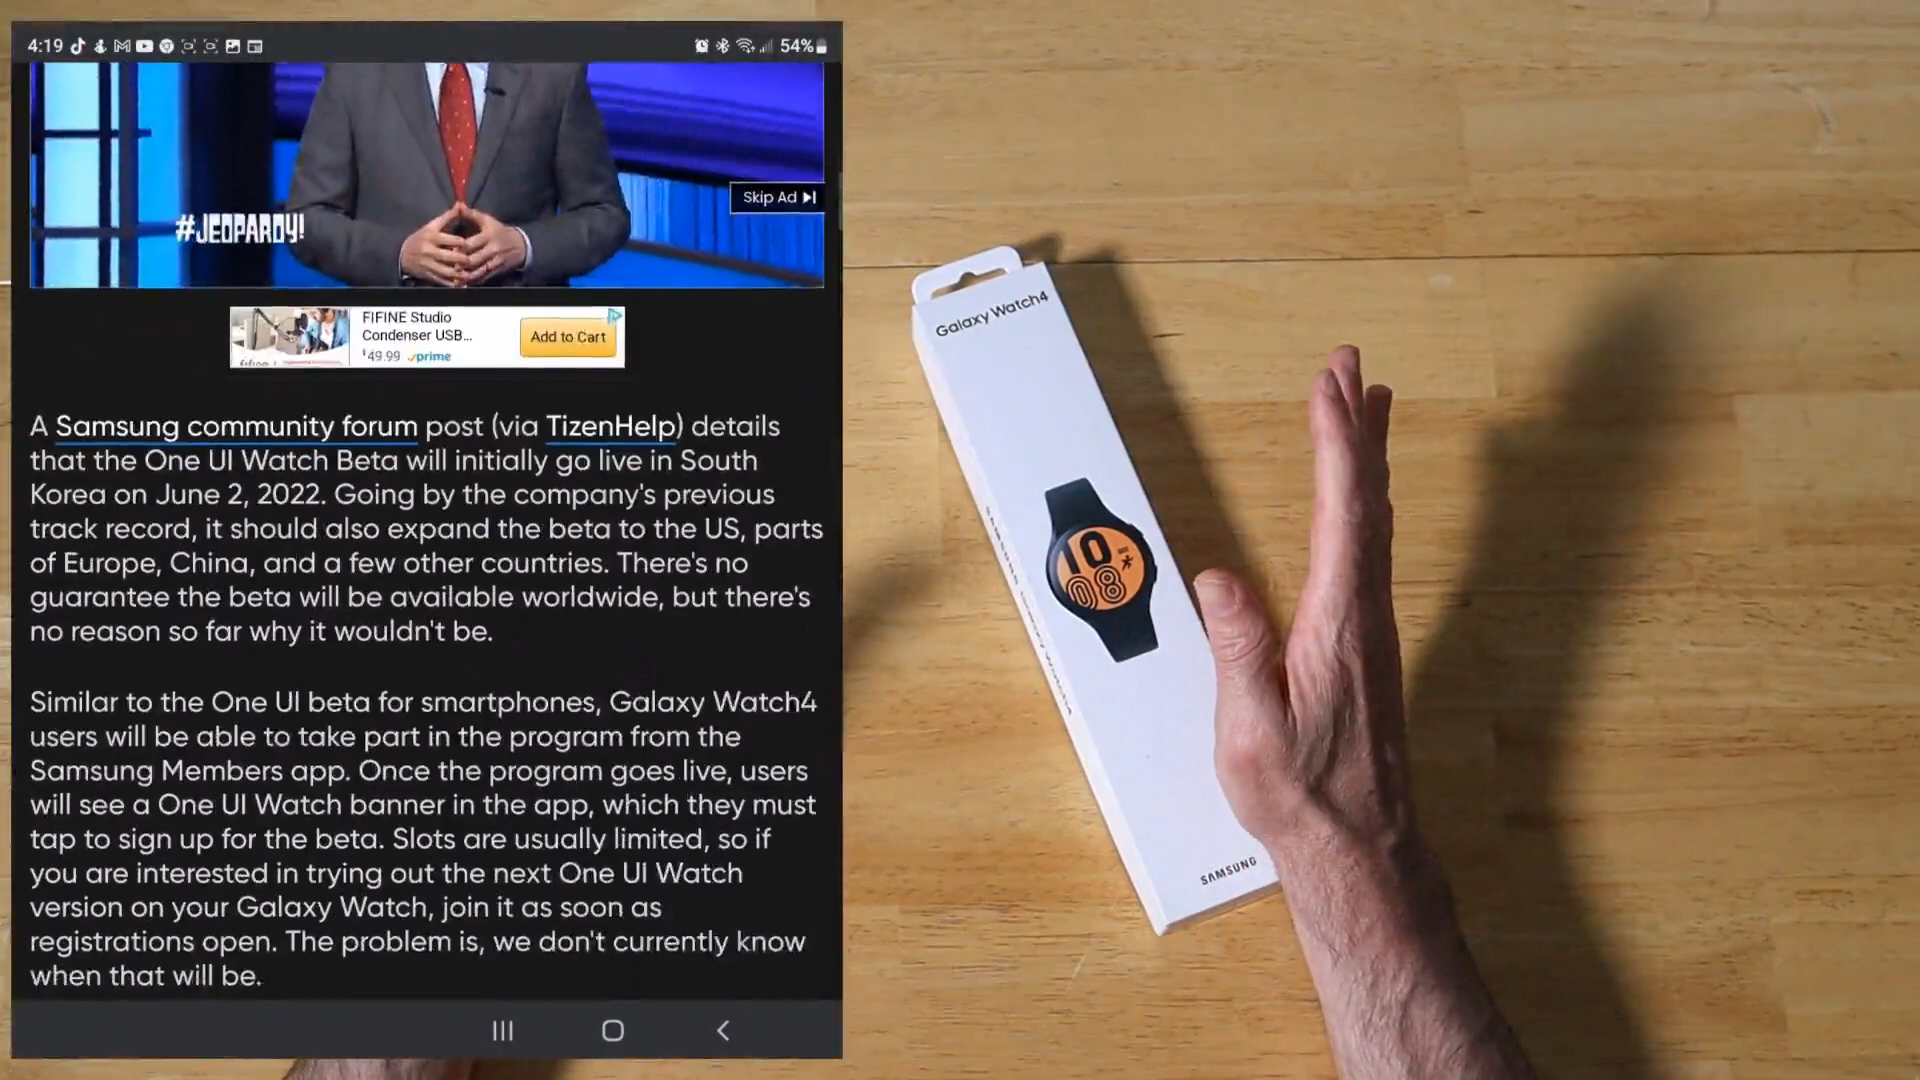 4:19
54%
#JEOPARDY!
Skip Ad
FIFINE Studio
Condenser USB...
$49.99 prime
Add to Cart
A Samsung community forum post (via TizenHelp) details
that the One UI Watch Beta will initially go live in South
Korea on June 2, 2022. Going by the company's previous
track record, it should also expand the beta to the US, parts
of Europe, China, and a few other countries. There's no
guarantee the beta will be available worldwide, but there's
no reason so far why it wouldn't be.
Similar to the One UI beta for smartphones, Galaxy Watch4
users will be able to take part in the program from the
Samsung Members app. Once the program goes live, users
will see a One UI Watch banner in the app, which they must
tap to sign up for the beta. Slots are usually limited, so if
you are interested in trying out the next One UI Watch
version on your Galaxy Watch, join it as soon as
registrations open. The problem is, we don't currently know
when that will be.
Galaxy Watch4
10
08
SAMSUNG
SAMSUNG Galaxy Watch4